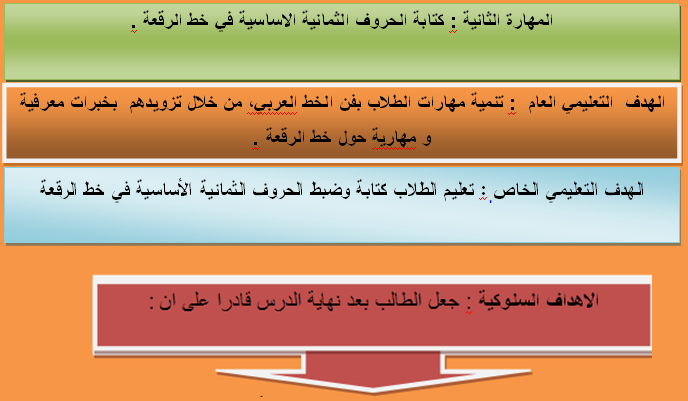 المهارة الثانية : كتابة الحروف الثمانية الاساسية في خط الرقعة .
الهدف التعليمي العام : تنمية مهارات الطلاب بفن الخط العربي، من خلال تزويدهم بخبرات معرفية
و مهارية حول خط الرقعة .
الهدف التعليمي الخاص : تعليم الطلاب كتابة وضبط الحروف الثمانية الأساسية في خط الرقعة
الاهداف السلوكية : جعل الطالب بعد نهاية الدرس قادرا على ان :